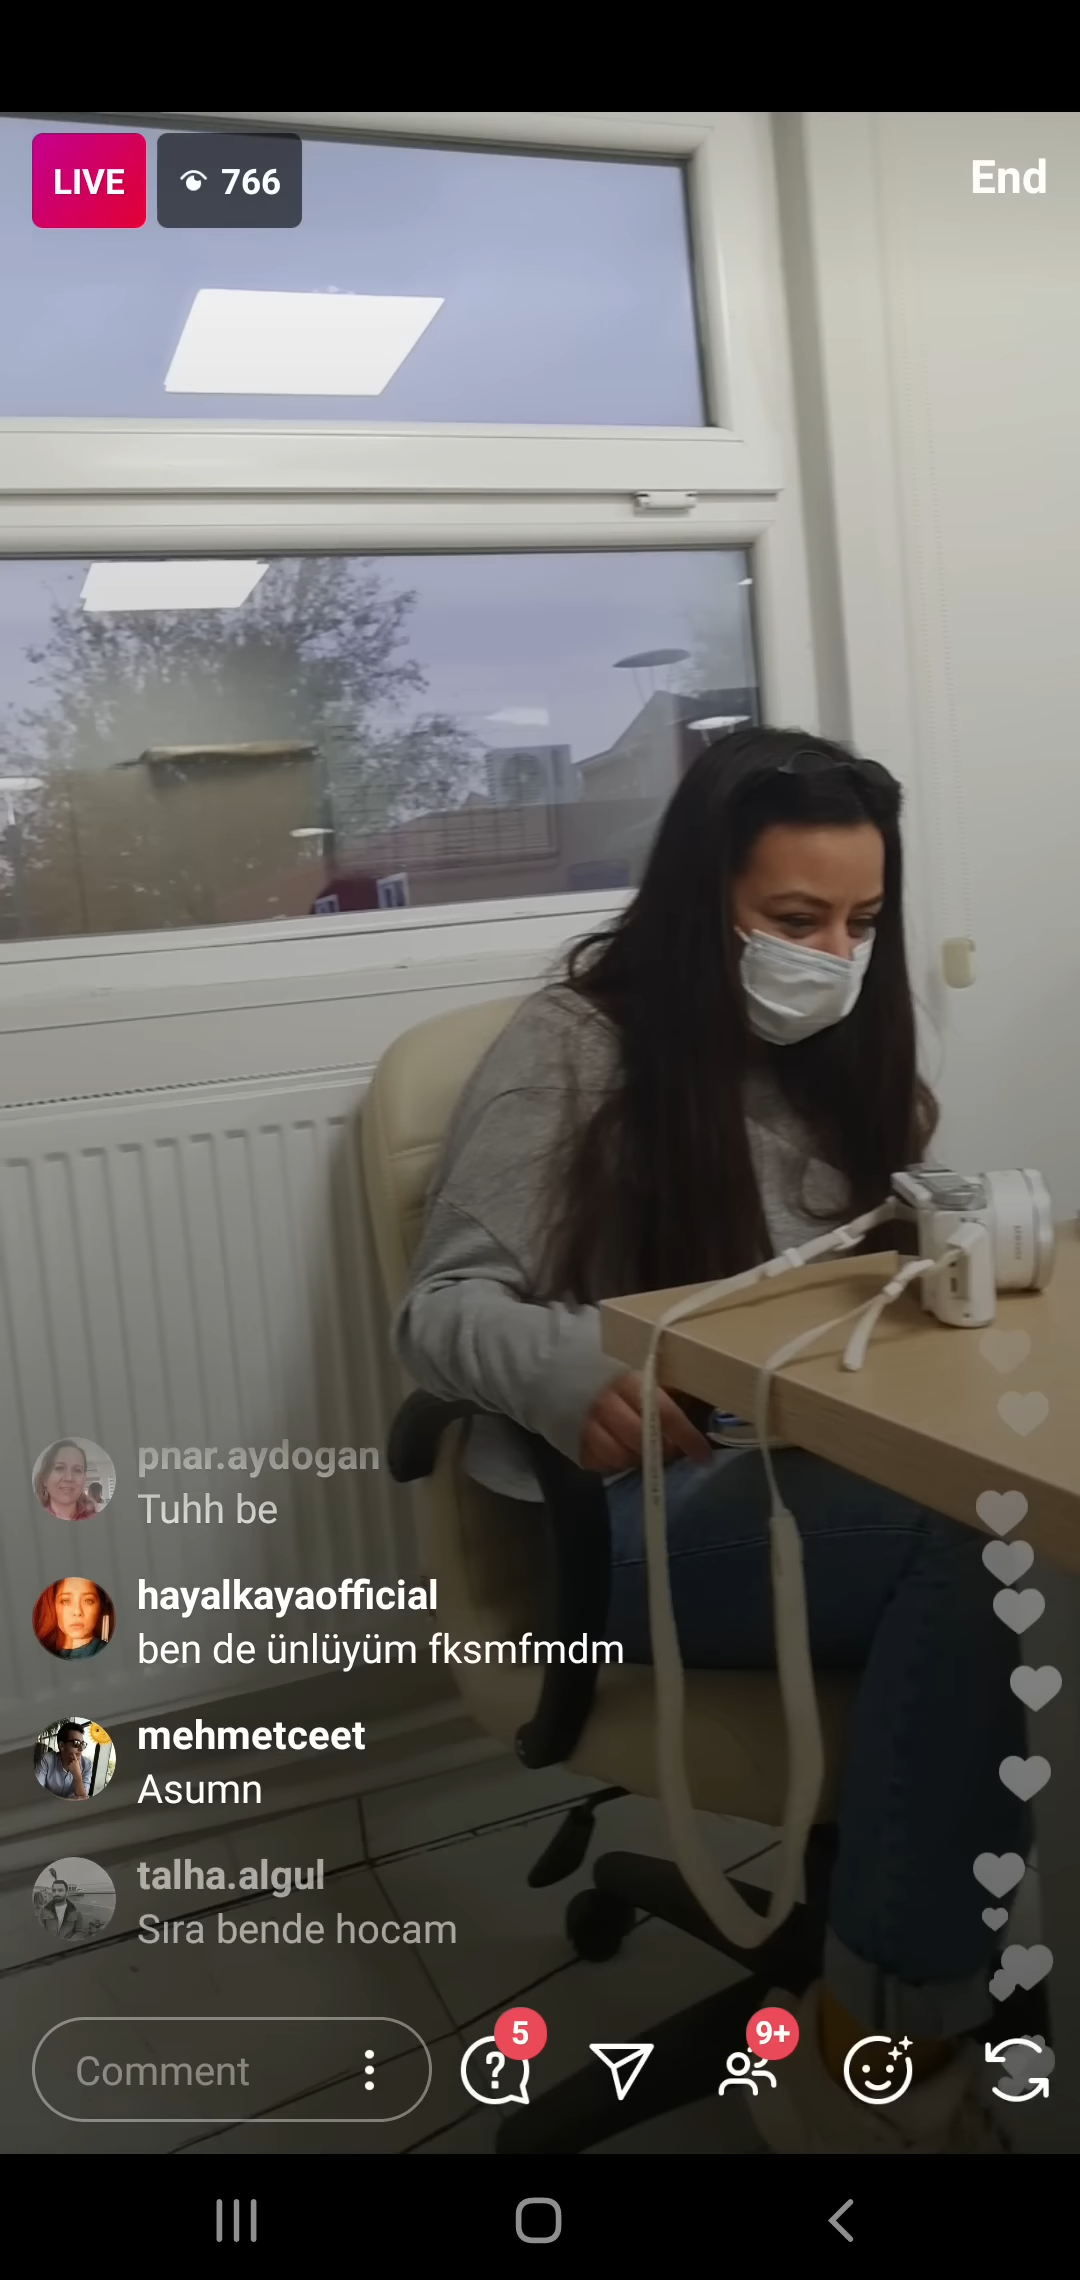 LIVE
766
End
pnar.aydogan
Tuhh be
hayalkayaofficial
ben de ünlüyüm fksmfmdm
mehmetceet
Asumn
talha.algul
Sıra bende hocam
Comment
5
9+